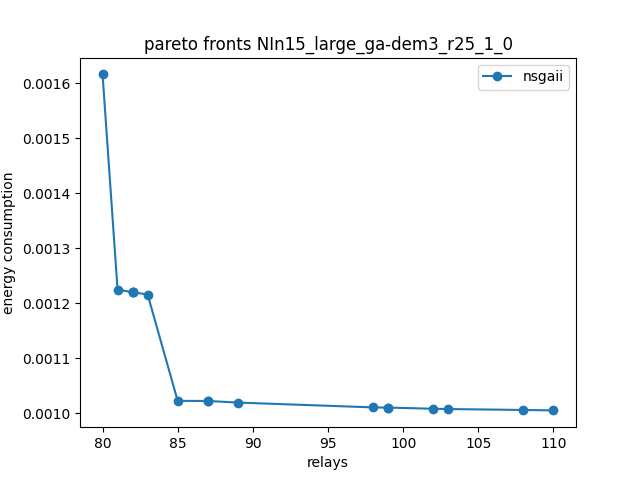 pareto fronts NIn15_large_ga-dem3_r25_1_0
nsgaii
energy consumption
0.0016
0.0015
0.0014
0.0013
0.0012
0.0011
0.0010
80 85 90 95 100 105 110
relays